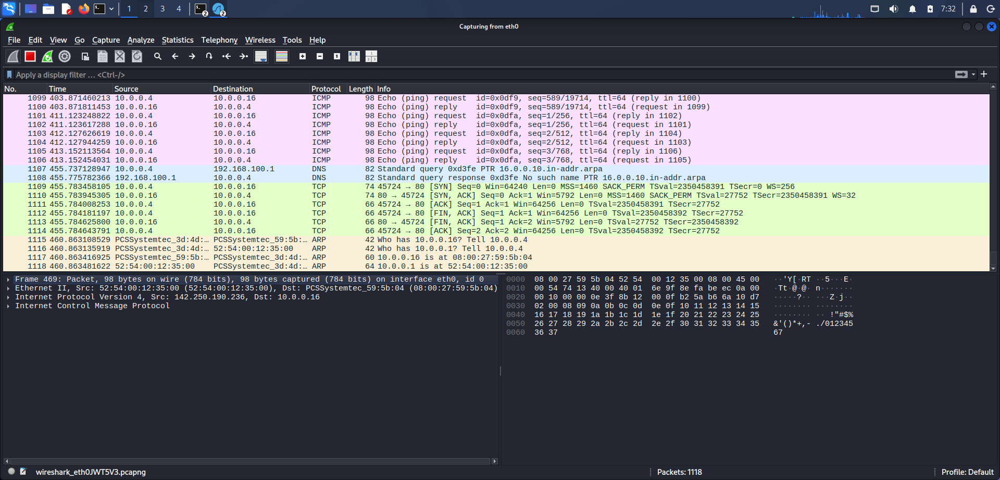 1 2 3 4 2 2 7:32
Capturing from eth0
File Edit View Go Capture Analyze Statistics Telephony Wireless Tools Help
Apply a display filter … <Ctrl-/>
No. Time Source Destination Protocol Length Info
1099 403.871460213 10.0.0.4 10.0.0.16 ICMP 98 Echo (ping) request id=0x0df9, seq=589/19714, ttl=64 (reply in 1100)
1100 403.871811453 10.0.0.16 10.0.0.4 ICMP 98 Echo (ping) reply id=0x0df9, seq=589/19714, ttl=64 (request in 1099)
1101 411.123248822 10.0.0.4 10.0.0.16 ICMP 98 Echo (ping) request id=0x0dfa, seq=1/256, ttl=64 (reply in 1102)
1102 411.123617288 10.0.0.16 10.0.0.4 ICMP 98 Echo (ping) reply id=0x0dfa, seq=1/256, ttl=64 (request in 1101)
1103 412.127626619 10.0.0.4 10.0.0.16 ICMP 98 Echo (ping) request id=0x0dfa, seq=2/512, ttl=64 (reply in 1104)
1104 412.127944259 10.0.0.16 10.0.0.4 ICMP 98 Echo (ping) reply id=0x0dfa, seq=2/512, ttl=64 (request in 1103)
1105 413.152113564 10.0.0.4 10.0.0.16 ICMP 98 Echo (ping) request id=0x0dfa, seq=3/768, ttl=64 (reply in 1106)
1106 413.152454031 10.0.0.16 10.0.0.4 ICMP 98 Echo (ping) reply id=0x0dfa, seq=3/768, ttl=64 (request in 1105)
1107 455.737128947 10.0.0.4 192.168.100.1 DNS 82 Standard query 0xd3fe PTR 16.0.0.10.in-addr.arpa
1108 455.775782366 192.168.100.1 10.0.0.4 DNS 82 Standard query response 0xd3fe No such name PTR 16.0.0.10.in-addr.arpa
1109 455.783458105 10.0.0.4 10.0.0.16 TCP 74 45724 → 80 [SYN] Seq=0 Win=64240 Len=0 MSS=1460 SACK_PERM TSval=2350458391 TSecr=0 WS=256
1110 455.783945305 10.0.0.16 10.0.0.4 TCP 74 80 → 45724 [SYN, ACK] Seq=0 Ack=1 Win=5792 Len=0 MSS=1460 SACK_PERM TSval=27752 TSecr=2350458391 WS=32
1111 455.784008253 10.0.0.4 10.0.0.16 TCP 66 45724 → 80 [ACK] Seq=1 Ack=1 Win=64256 Len=0 TSval=2350458391 TSecr=27752
1112 455.784181197 10.0.0.4 10.0.0.16 TCP 66 45724 → 80 [FIN, ACK] Seq=1 Ack=1 Win=64256 Len=0 TSval=2350458392 TSecr=27752
1113 455.784625800 10.0.0.16 10.0.0.4 TCP 66 80 → 45724 [FIN, ACK] Seq=1 Ack=2 Win=5792 Len=0 TSval=27752 TSecr=2350458392
1114 455.784643791 10.0.0.4 10.0.0.16 TCP 66 45724 → 80 [ACK] Seq=2 Ack=2 Win=64256 Len=0 TSval=2350458392 TSecr=27752
1115 460.863108529 PCSSystemtec_3d:4d:… PCSSystemtec_59:5b:… ARP 42 Who has 10.0.0.16? Tell 10.0.0.4
1116 460.863135919 PCSSystemtec_3d:4d:… 52:54:00:12:35:00 ARP 42 Who has 10.0.0.1? Tell 10.0.0.4
1117 460.863416925 PCSSystemtec_59:5b:… PCSSystemtec_3d:4d:… ARP 60 10.0.0.16 is at 08:00:27:59:5b:04
1118 460.863481622 52:54:00:12:35:00 PCSSystemtec_3d:4d:… ARP 64 10.0.0.1 is at 52:54:00:12:35:00
Frame 469: Packet, 98 bytes on wire (784 bits), 98 bytes captured (784 bits) on interface eth0, id 0
Ethernet II, Src: 52:54:00:12:35:00 (52:54:00:12:35:00), Dst: PCSSystemtec_59:5b:04 (08:00:27:59:5b:04)
Internet Protocol Version 4, Src: 142.250.190.236, Dst: 10.0.0.16
Internet Control Message Protocol
0000 08 00 27 59 5b 04 52 54 00 12 35 00 08 00 45 00 ··'Y[·RT ··5···E·
0010 00 54 74 13 40 00 40 01 6e 9f 8e fa be ec 0a 00 ·Tt·@·@· n·······
0020 00 10 00 00 0e 3f 8b 12 00 0f b2 5a b6 6a 10 d7 ·····?·· ···Z·j··
0030 02 00 08 09 0a 0b 0c 0d 0e 0f 10 11 12 13 14 15 ········ ········
0040 16 17 18 19 1a 1b 1c 1d 1e 1f 20 21 22 23 24 25 ········ ·· !"#$%
0050 26 27 28 29 2a 2b 2c 2d 2e 2f 30 31 32 33 34 35 &'()*+,- ./012345
0060 36 37 67
wireshark_eth0JWT5V3.pcapng Packets: 1118 Profile: Default